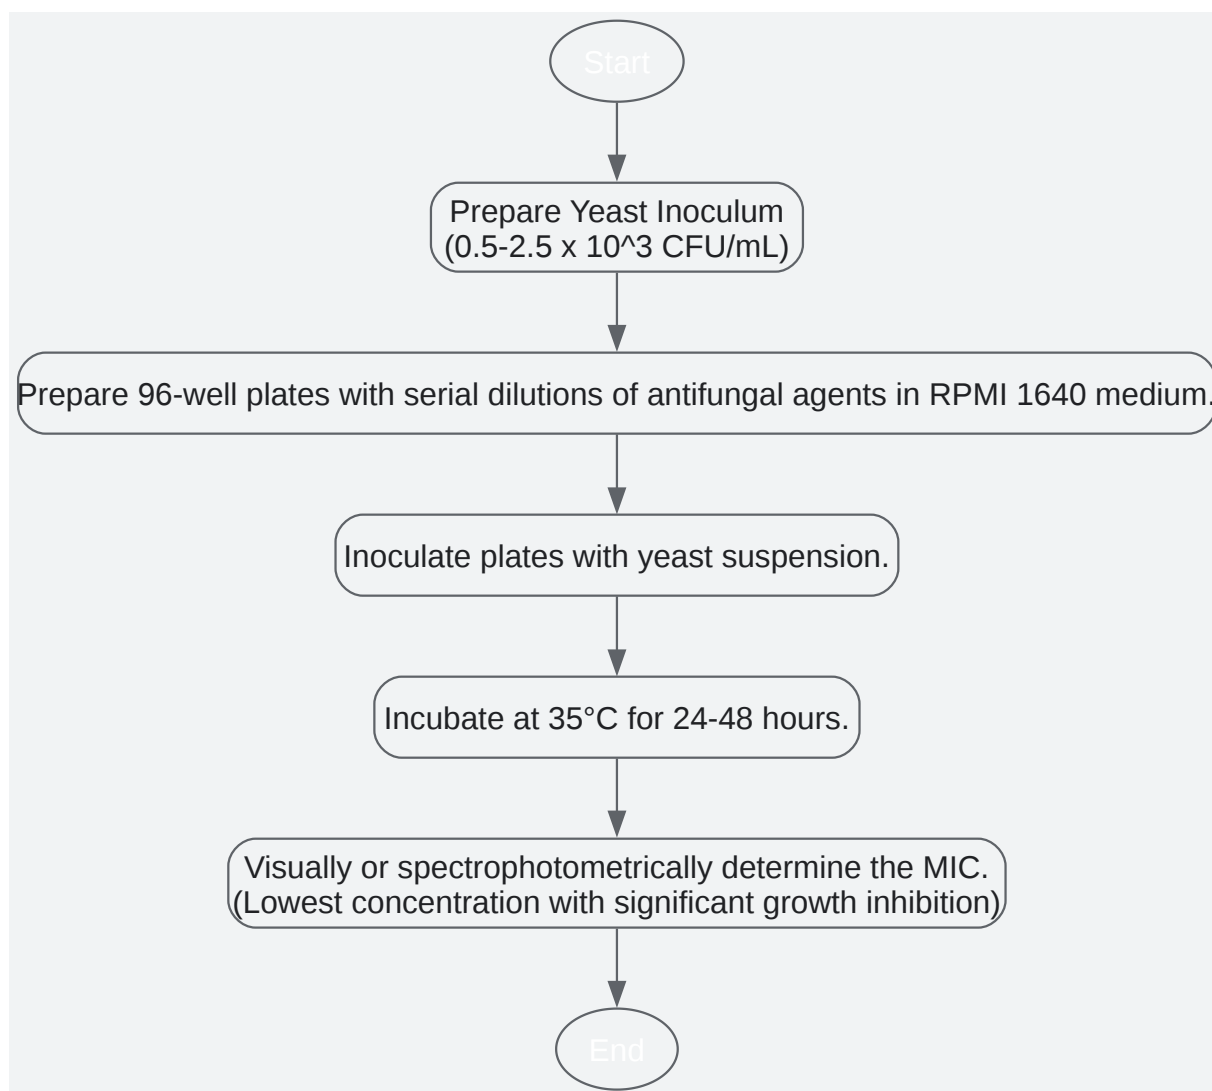 Start
Prepare Yeast Inoculum
(0.5-2.5 x 10^3 CFU/mL)
Prepare 96-well plates with serial dilutions of antifungal agents in RPMI 1640 medium.
Inoculate plates with yeast suspension.
Incubate at 35°C for 24-48 hours.
Visually or spectrophotometrically determine the MIC.
(Lowest concentration with significant growth inhibition)
End